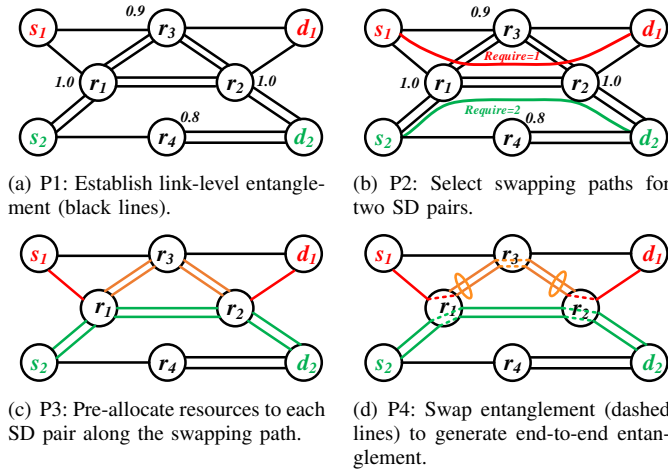 s1 0.9 r3 d1
1.0 r1 r2 1.0
0.8
s2 r4 d2
(a) P1: Establish link-level entangle-
ment (black lines).
s1 0.9 r3 d1
Require=1
1.0 r1 r2 1.0
Require=2 0.8
s2 r4 d2
(b) P2: Select swapping paths for
two SD pairs.
s1 r3 d1
r1 r2
s2 r4 d2
(c) P3: Pre-allocate resources to each
SD pair along the swapping path.
s1 r3 d1
r1 r2
s2 r4 d2
(d) P4: Swap entanglement (dashed
lines) to generate end-to-end entan-
glement.